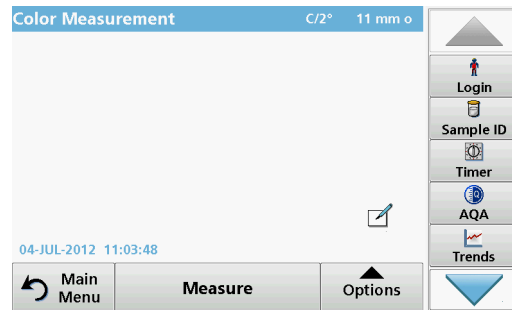 Color Measurement C/2° 11 mm o
Login
Sample ID
Timer
AQA
Trends
04-JUL-2012 11:03:48
Main
Menu
Measure
Options